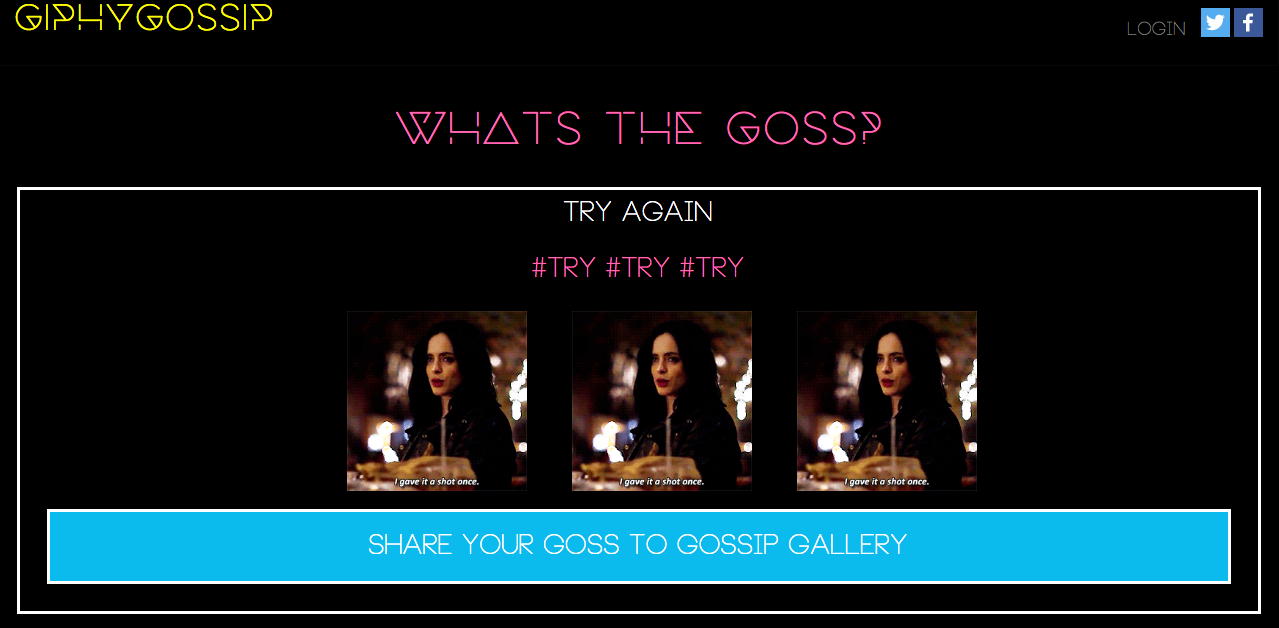 GIPHYGOSSIP
LOGIN
WHATS THE GOSS?
TRY AGAIN
#TRY #TRY #TRY
I gave it a shot once. I gave it a shot once. I gave it a shot once.
SHARE YOUR GOSS TO GOSSIP GALLERY